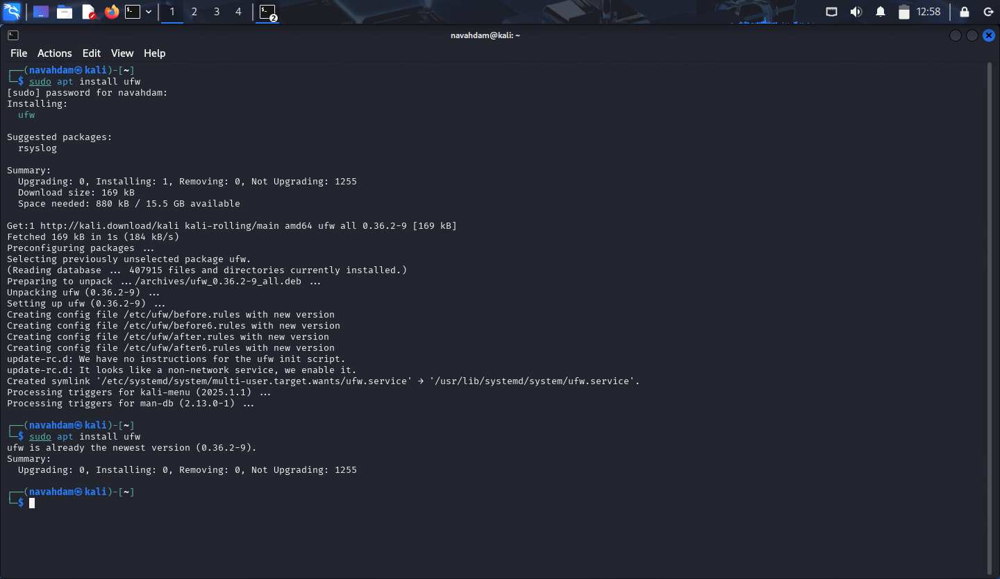 1 2 3 4 2 12:58
navahdam@kali: ~
File Actions Edit View Help
┌──(navahdam㉿kali)-[~]
└─$ sudo apt install ufw
[sudo] password for navahdam:
Installing:
  ufw

Suggested packages:
  rsyslog

Summary:
  Upgrading: 0, Installing: 1, Removing: 0, Not Upgrading: 1255
  Download size: 169 kB
  Space needed: 880 kB / 15.5 GB available

Get:1 http://kali.download/kali kali-rolling/main amd64 ufw all 0.36.2-9 [169 kB]
Fetched 169 kB in 1s (184 kB/s)
Preconfiguring packages ...
Selecting previously unselected package ufw.
(Reading database ... 407915 files and directories currently installed.)
Preparing to unpack .../archives/ufw_0.36.2-9_all.deb ...
Unpacking ufw (0.36.2-9) ...
Setting up ufw (0.36.2-9) ...
Creating config file /etc/ufw/before.rules with new version
Creating config file /etc/ufw/before6.rules with new version
Creating config file /etc/ufw/after.rules with new version
Creating config file /etc/ufw/after6.rules with new version
update-rc.d: We have no instructions for the ufw init script.
update-rc.d: It looks like a non-network service, we enable it.
Created symlink '/etc/systemd/system/multi-user.target.wants/ufw.service' → '/usr/lib/systemd/system/ufw.service'.
Processing triggers for kali-menu (2025.1.1) ...
Processing triggers for man-db (2.13.0-1) ...

┌──(navahdam㉿kali)-[~]
└─$ sudo apt install ufw
ufw is already the newest version (0.36.2-9).
Summary:
  Upgrading: 0, Installing: 0, Removing: 0, Not Upgrading: 1255

┌──(navahdam㉿kali)-[~]
└─$